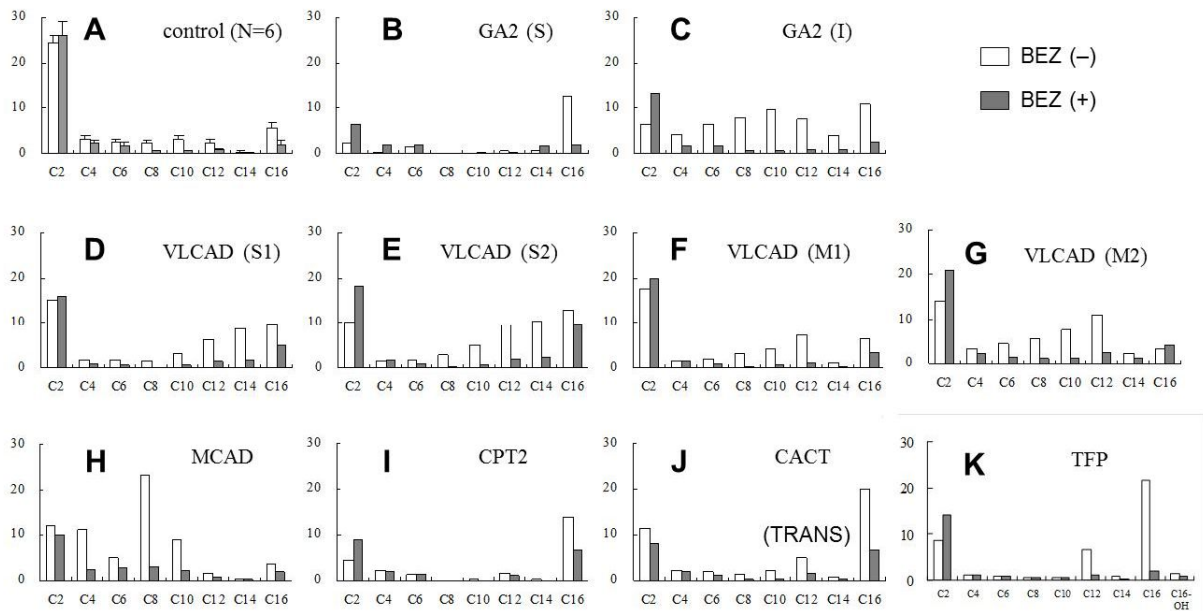 30
20
10
0
A
control (N=6)
C2 C4 C6 C8 C10 C12 C14 C16
30
20
10
0
B
GA2 (S)
C2 C4 C6 C8 C10 C12 C14 C16
30
20
10
0
C
GA2 (I)
C2 C4 C6 C8 C10 C12 C14 C16
BEZ (–)
BEZ (+)
30
20
10
0
D
VLCAD (S1)
C2 C4 C6 C8 C10 C12 C14 C16
30
20
10
0
E
VLCAD (S2)
C2 C4 C6 C8 C10 C12 C14 C16
30
20
10
0
F
VLCAD (M1)
C2 C4 C6 C8 C10 C12 C14 C16
30
20
10
0
G
VLCAD (M2)
C2 C4 C6 C8 C10 C12 C14 C16
30
20
10
0
H
MCAD
C2 C4 C6 C8 C10 C12 C14 C16
30
20
10
0
I
CPT2
C2 C4 C6 C8 C10 C12 C14 C16
30
20
10
0
J
CACT
(TRANS)
C2 C4 C6 C8 C10 C12 C14 C16
30
20
10
0
K
TFP
C2 C4 C6 C8 C10 C12 C14 C16 C16-
OH